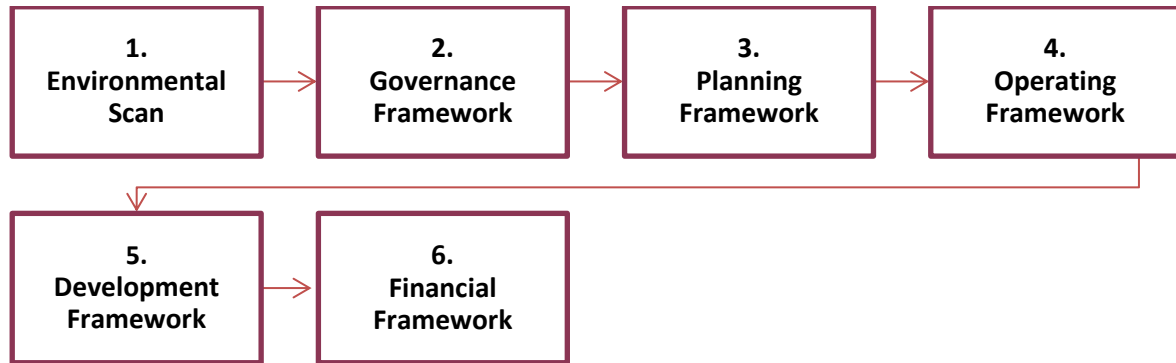 1.
Environmental
Scan
2.
Governance
Framework
3.
Planning
Framework
4.
Operating
Framework
5.
Development
Framework
6.
Financial
Framework